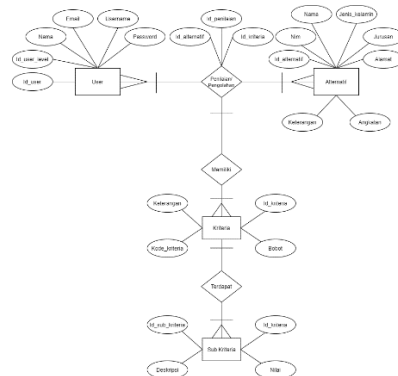 Email
Username
Nama
Password
Id_user_level
Id_user
User
Id_penilaian
Id_alternatif
Id_kriteria
Penilaian
Pengolahan
Nama
Jenis_kelamin
Nim
Jurusan
Id_alternatif
Alamat
Alternatif
Keterangan
Angkatan
Memiliki
Keterangan
Id_kriteria
Kriteria
Kode_kriteria
Bobot
Terdapat
Id_sub_kriteria
Id_kriteria
Sub Kriteria
Deskripsi
Nilai